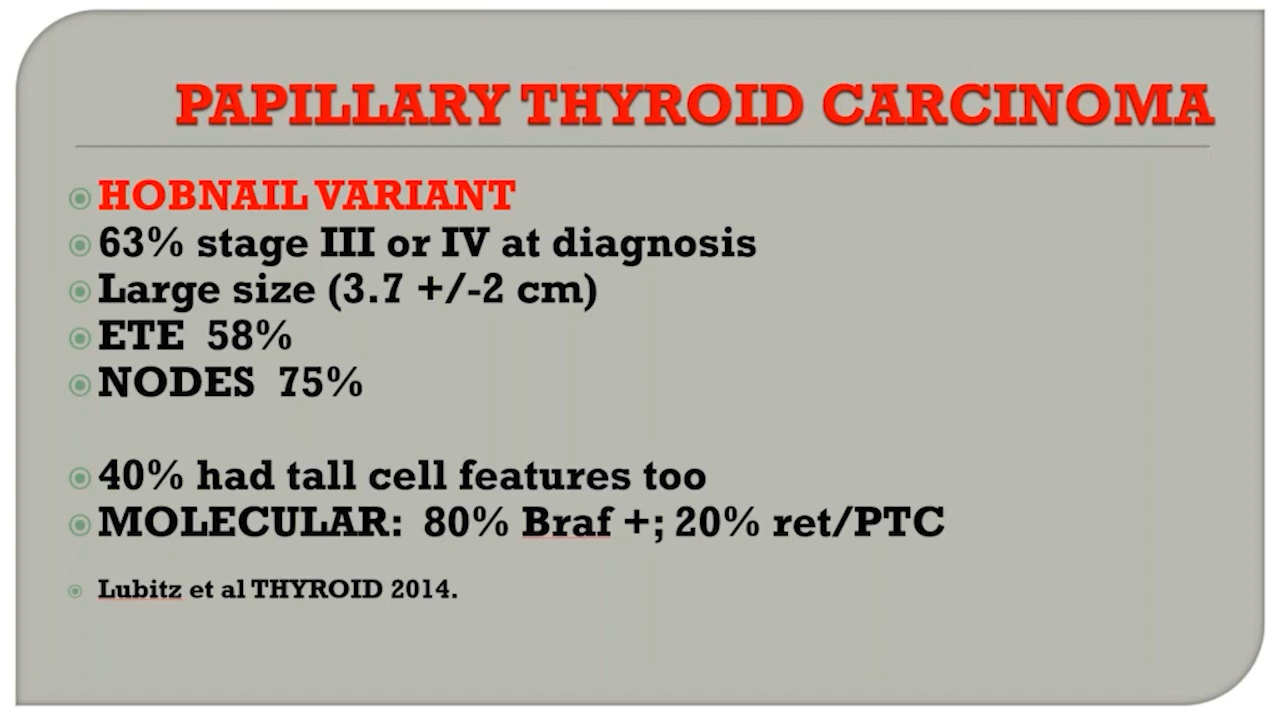 PAPILLARY THYROID CARCINOMA
HOBNAIL VARIANT
63% stage III or IV at diagnosis
Large size (3.7 +/-2 cm)
ETE 58%
NODES 75%
40% had tall cell features too
MOLECULAR: 80% Braf +; 20% ret/PTC
Lubitz et al THYROID 2014.